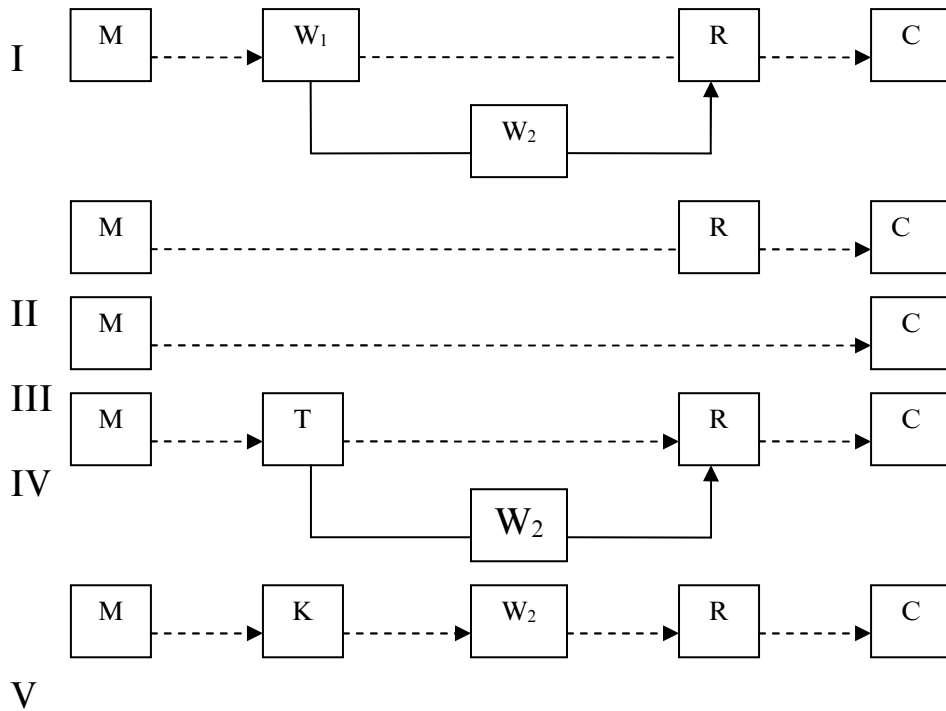 I M W₁ R C
W₂
M R C
II M C
III M T R C
IV W₂
M K W₂ R C
V